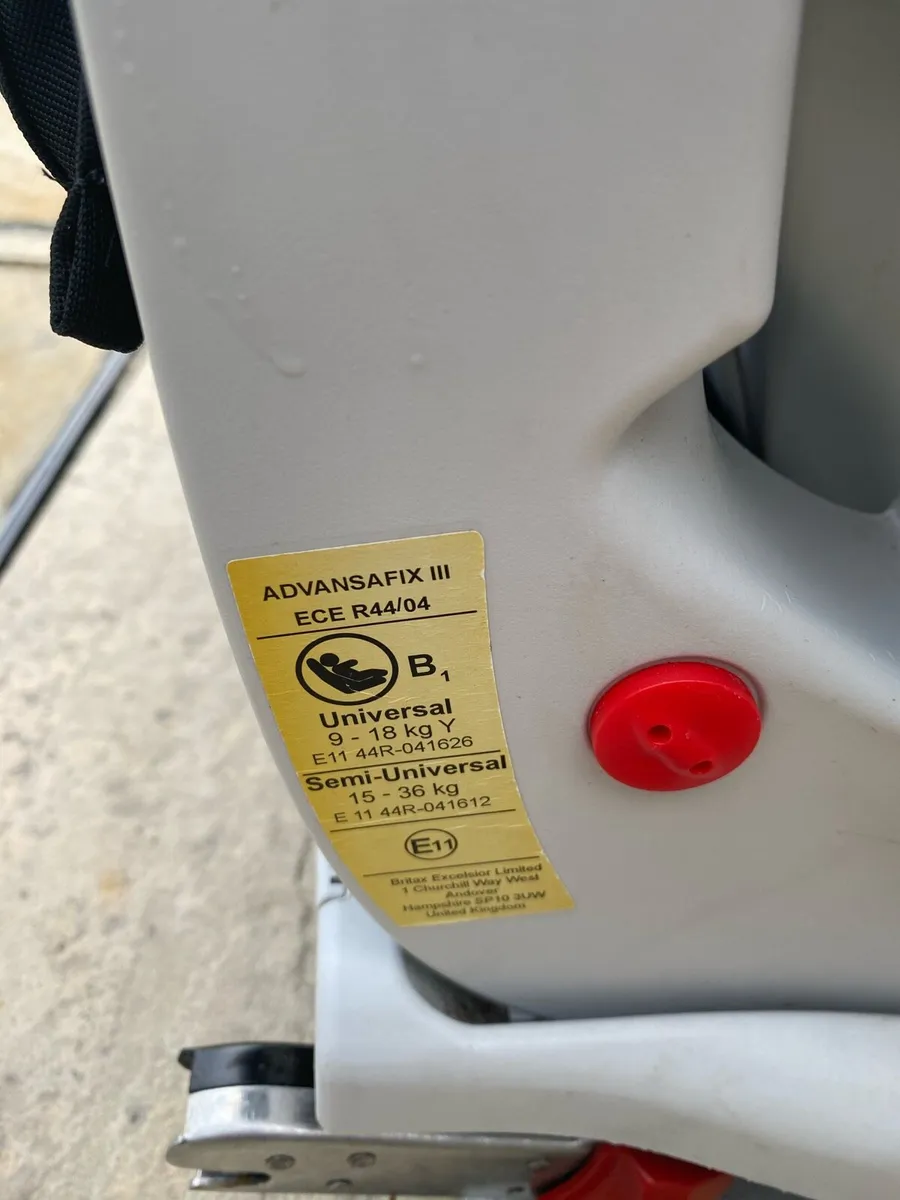 ADVANSAFIX III
ECE R44/04
B1
Universal
9 - 18 kg Y
E11 44R-041626
Semi-Universal
15 - 36 kg
E 11 44R-041612
E11
Britax Excelsior Limited
1 Churchill Way West
Andover
Hampshire SP10 3UW
United Kingdom